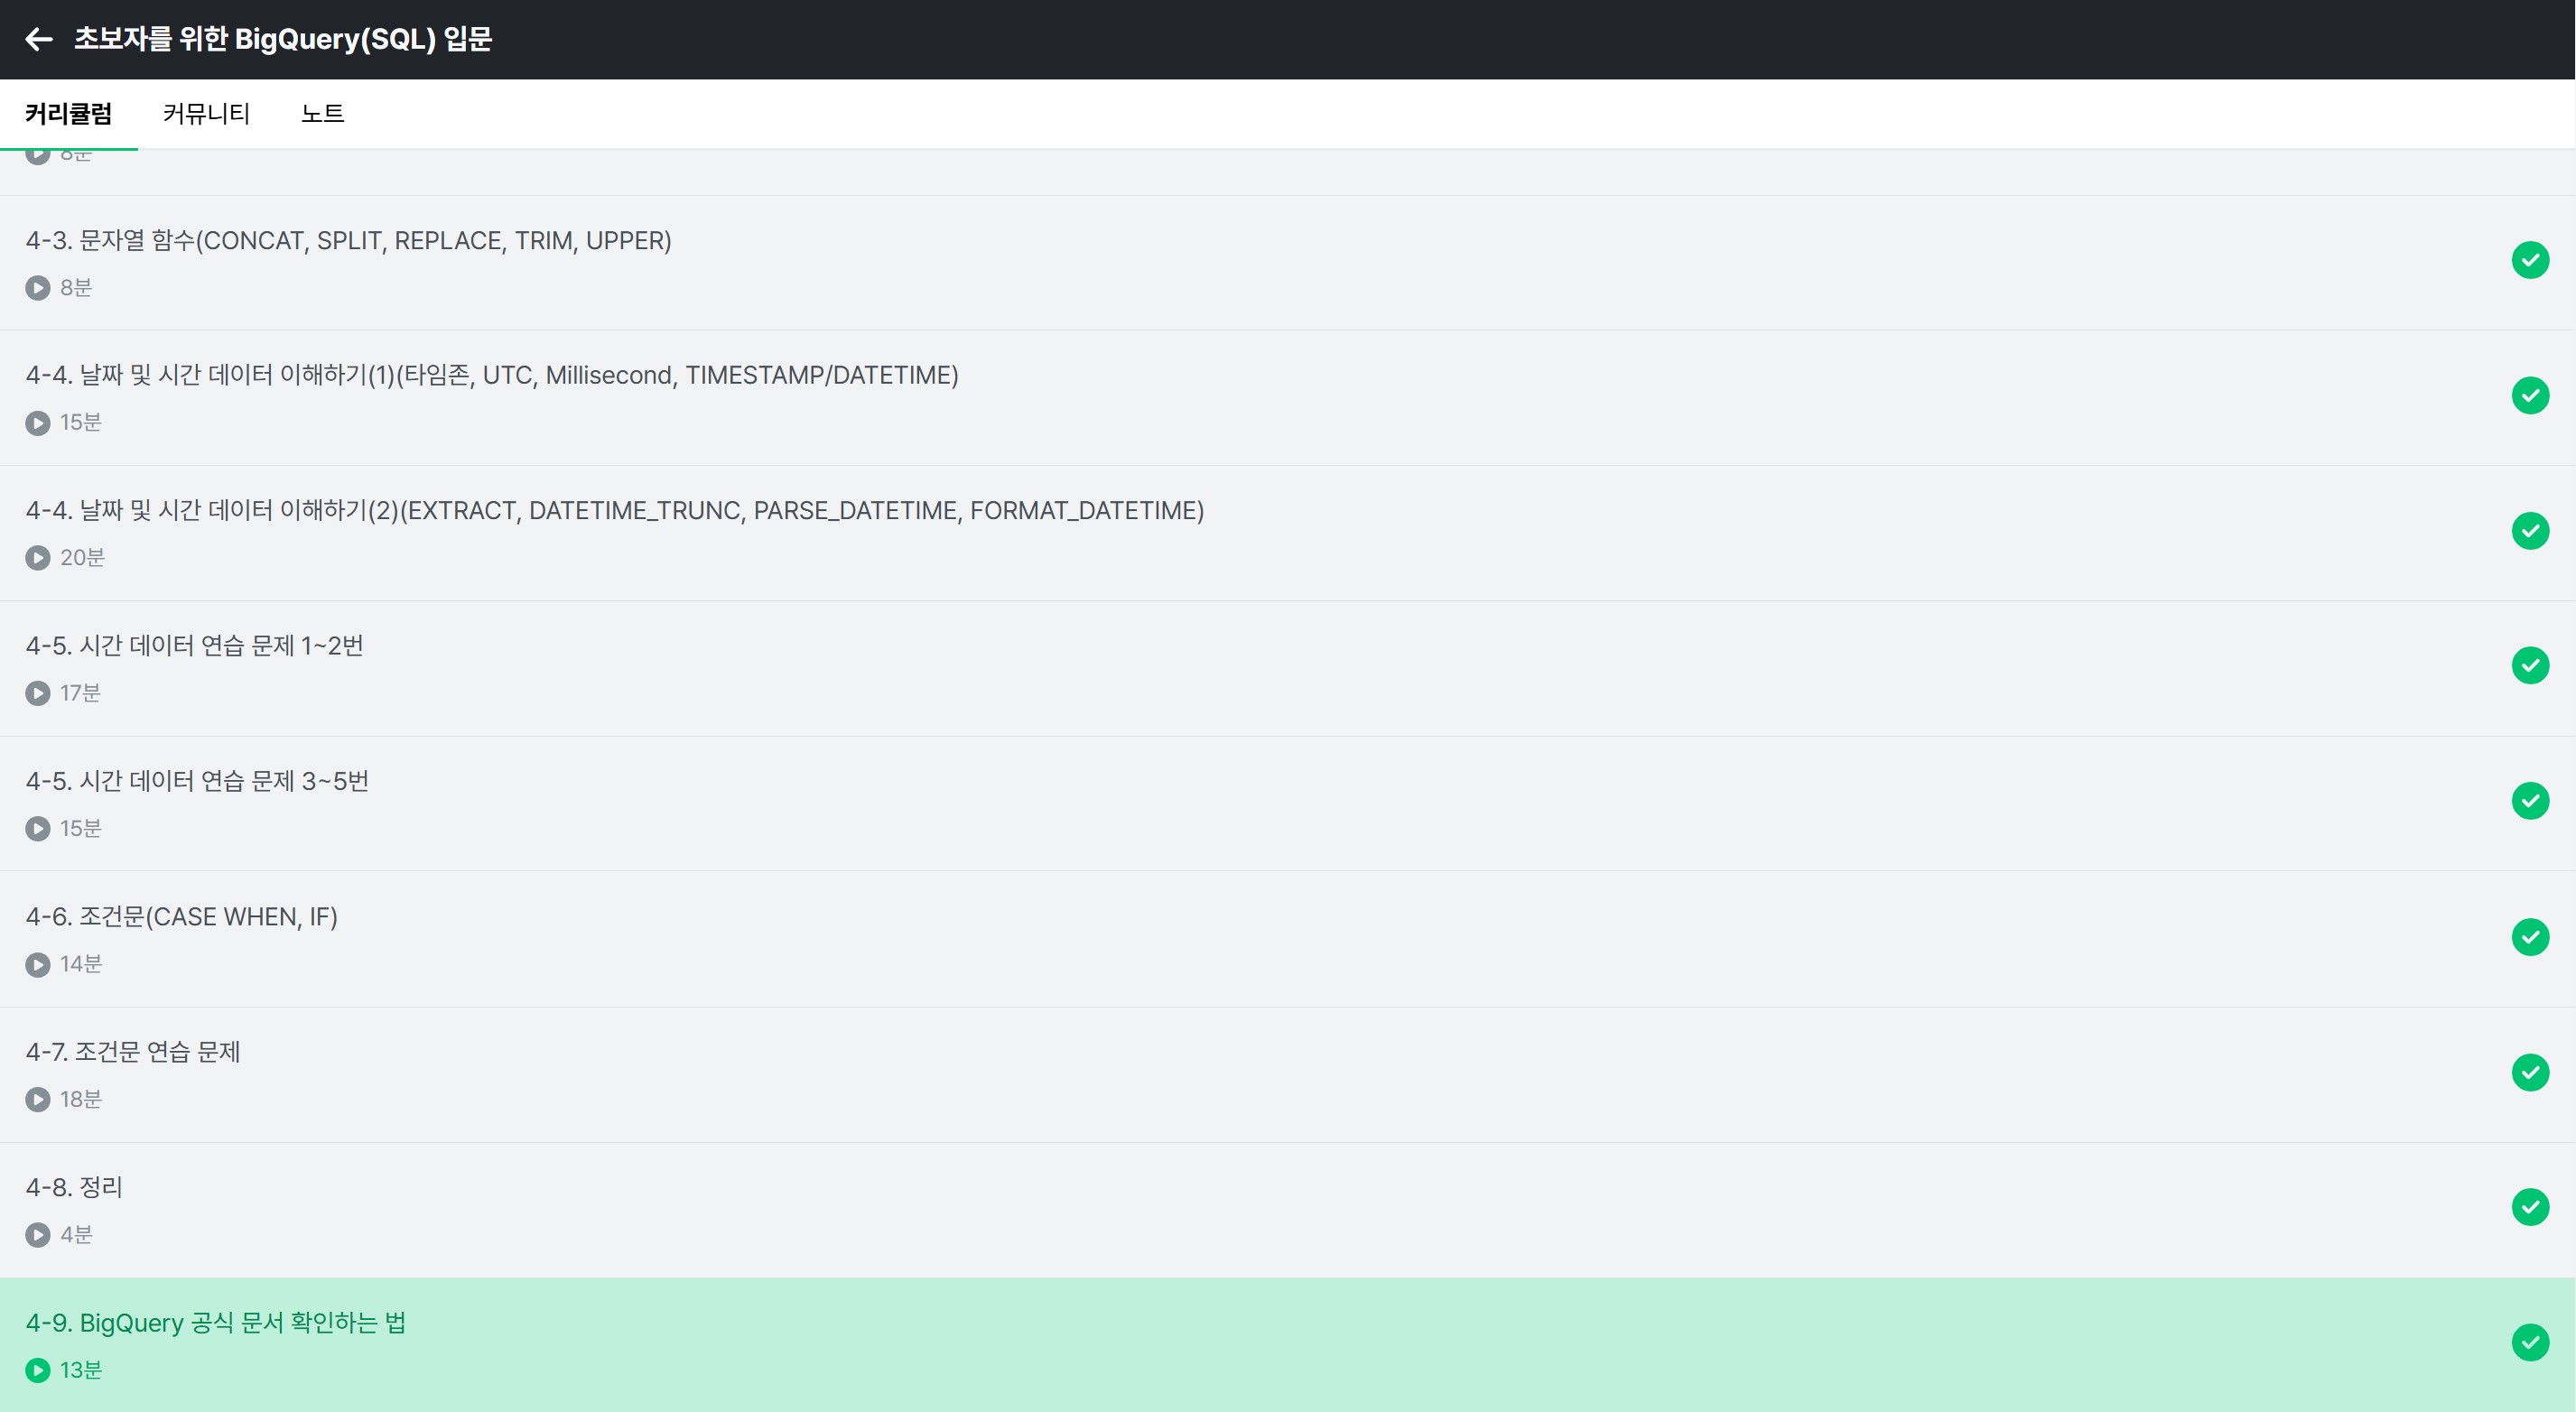 초보자를 위한 BigQuery(SQL) 입문
커리큘럼 커뮤니티 노트
8분
4-3. 문자열 함수(CONCAT, SPLIT, REPLACE, TRIM, UPPER)
8분
4-4. 날짜 및 시간 데이터 이해하기(1)(타임존, UTC, Millisecond, TIMESTAMP/DATETIME)
15분
4-4. 날짜 및 시간 데이터 이해하기(2)(EXTRACT, DATETIME_TRUNC, PARSE_DATETIME, FORMAT_DATETIME)
20분
4-5. 시간 데이터 연습 문제 1~2번
17분
4-5. 시간 데이터 연습 문제 3~5번
15분
4-6. 조건문(CASE WHEN, IF)
14분
4-7. 조건문 연습 문제
18분
4-8. 정리
4분
4-9. BigQuery 공식 문서 확인하는 법
13분